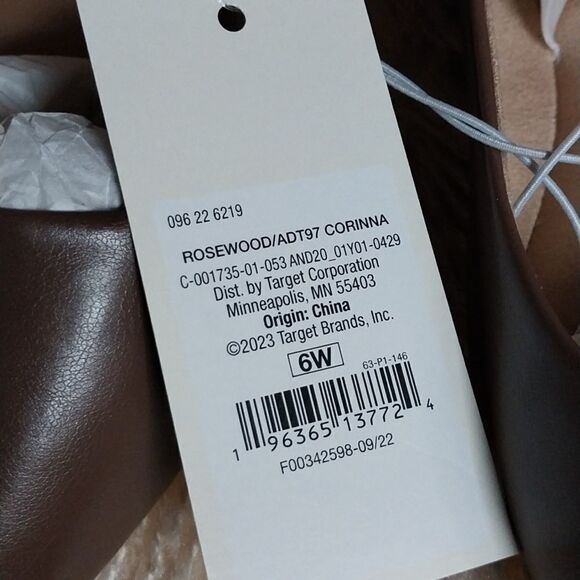 096 22 6219
ROSEWOOD/ADT97 CORINNA
C-001735-01-053 AND20_01Y01-0429
Dist. by Target Corporation
Minneapolis, MN 55403
Origin: China
©2023 Target Brands, Inc.
6W
63-P1-146
1 96365 13772 4
F00342598-09/22